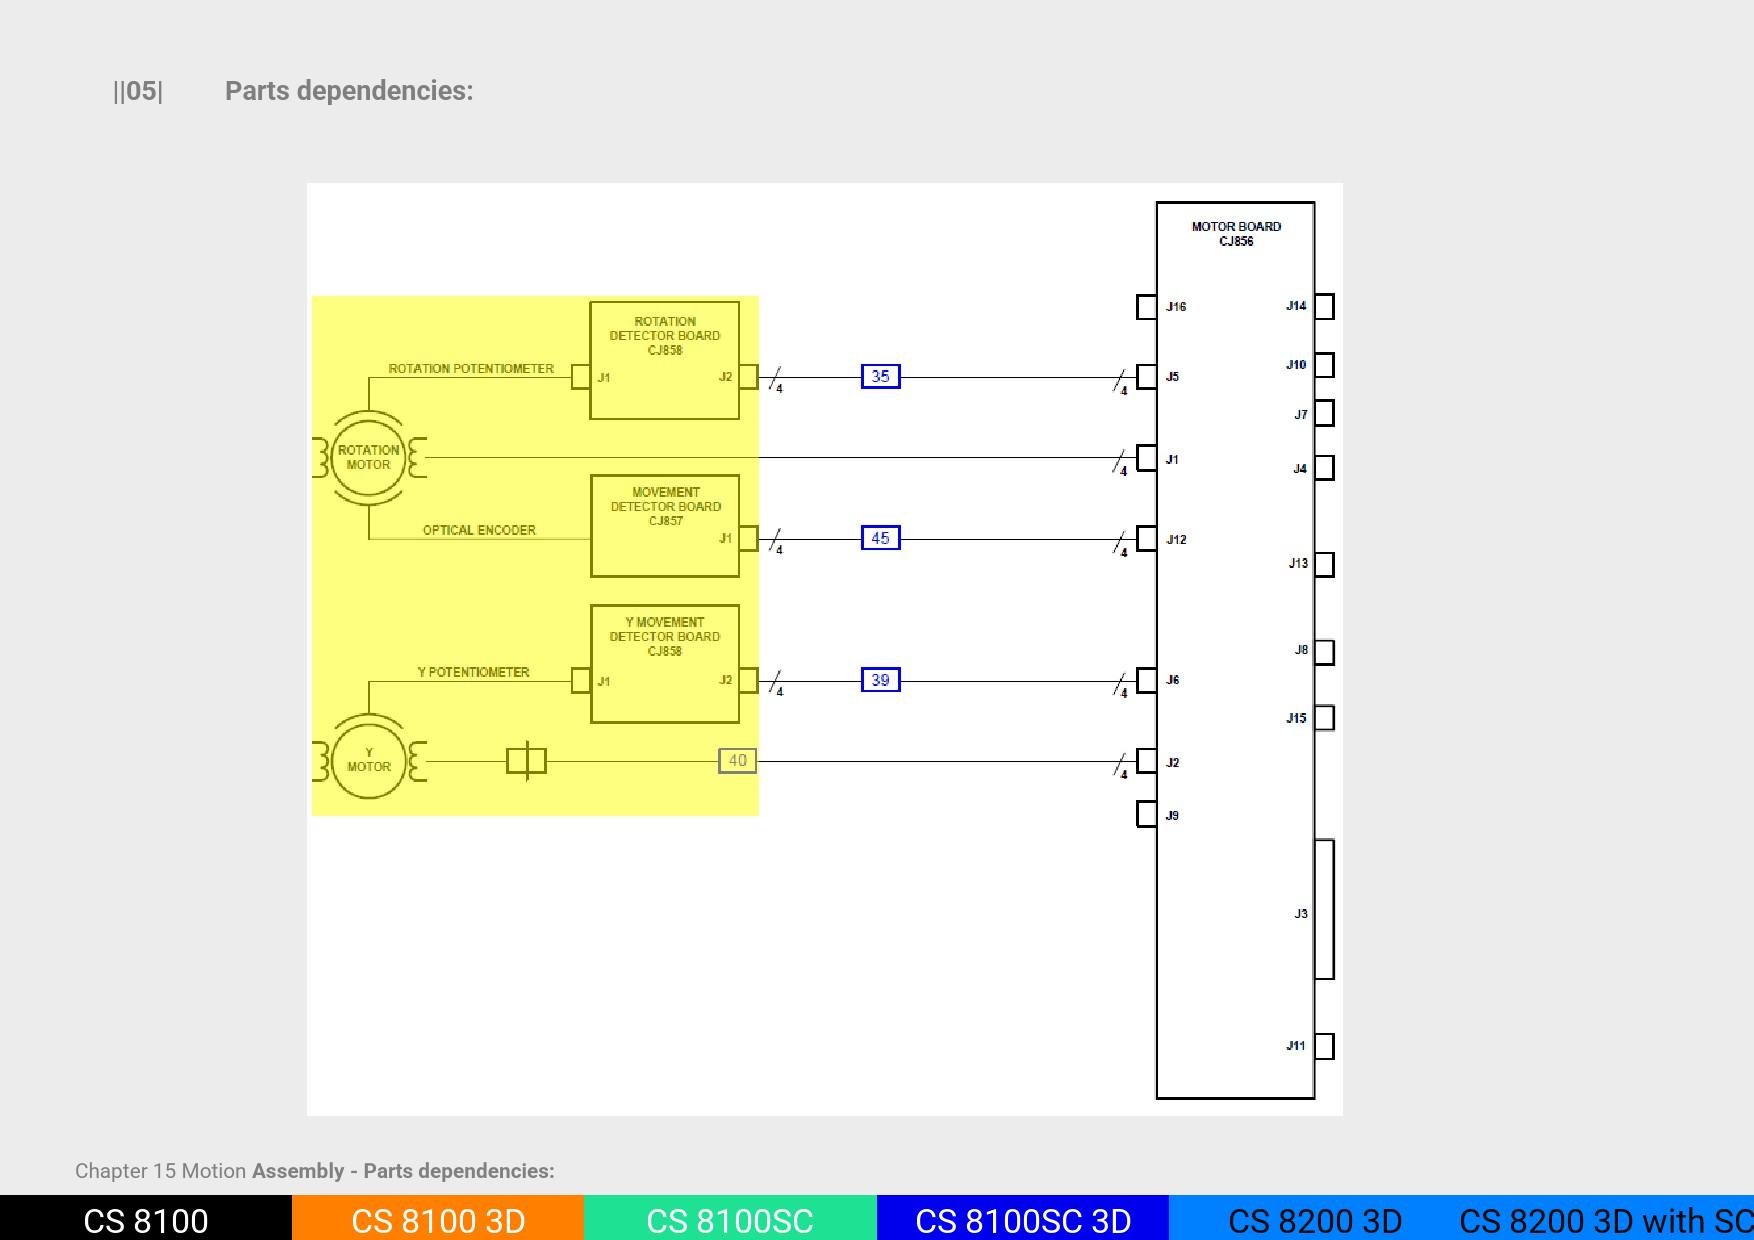 ||05| Parts dependencies:
MOTOR BOARD
CJ856
J16 J14
ROTATION
DETECTOR BOARD
CJ858
ROTATION POTENTIOMETER
J1 J2 4 35 4 J5 J10
J7
ROTATION
MOTOR
4 J1 J4
MOVEMENT
DETECTOR BOARD
CJ857
OPTICAL ENCODER
J1 4 45 4 J12
J13
Y MOVEMENT
DETECTOR BOARD
CJ858
J8
Y POTENTIOMETER
J1 J2 4 39 4 J6
J15
Y
MOTOR
40 4 J2
J9
J3
J11
Chapter 15 Motion Assembly - Parts dependencies:
CS 8100 CS 8100 3D CS 8100SC CS 8100SC 3D CS 8200 3D CS 8200 3D with SC